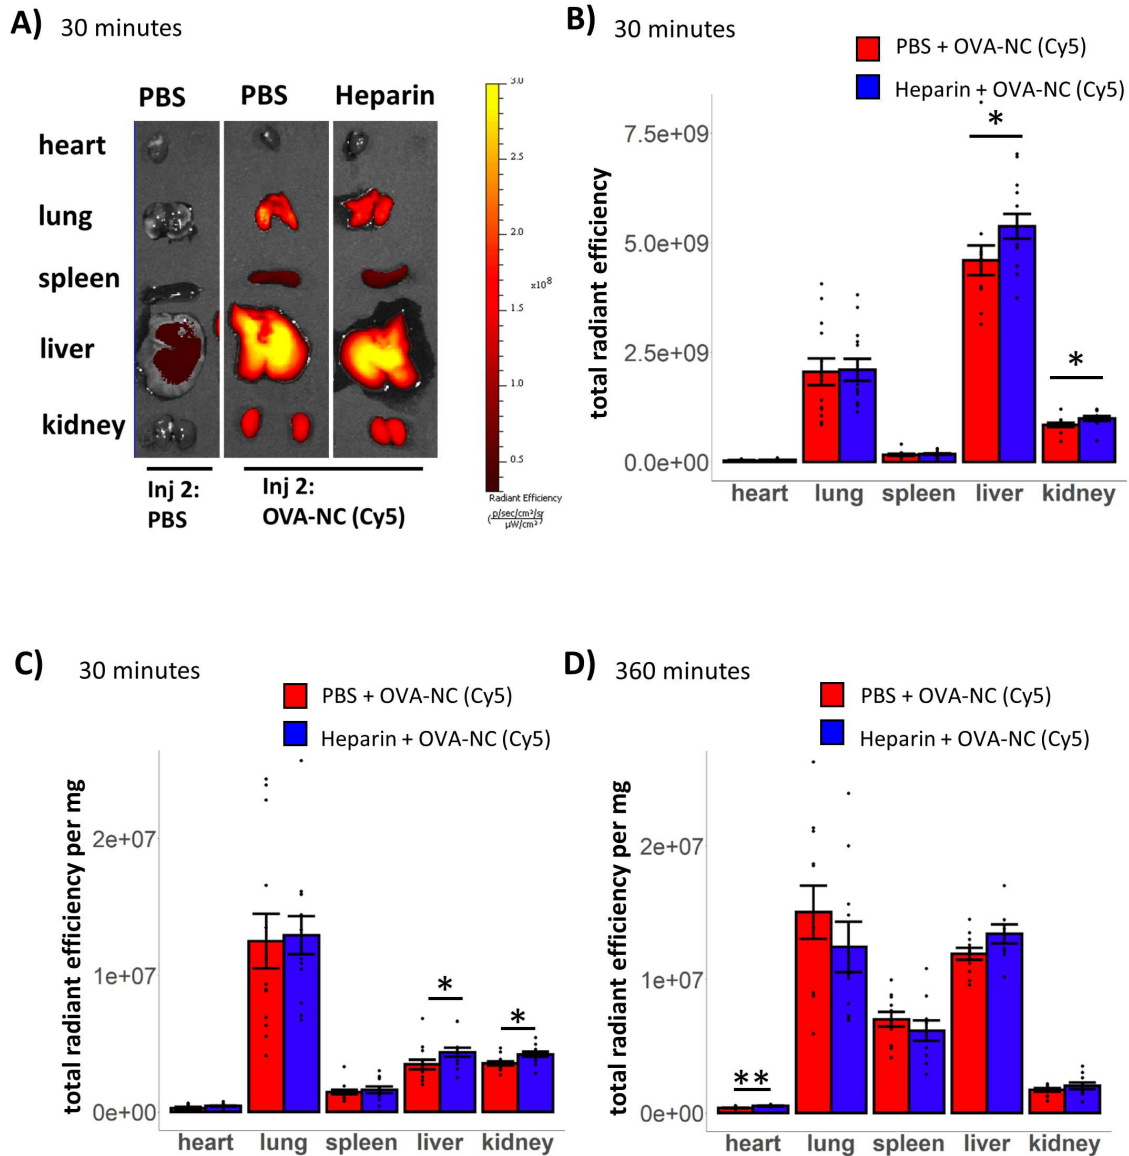 A) 30 minutes
PBS PBS Heparin
heart
lung
spleen
liver
kidney
Inj 2:
PBS
Inj 2:
OVA-NC (Cy5)
3.0
2.5
2.0
x10⁸
1.5
1.0
0.5
Radiant Efficiency
(p/sec/cm²/sr
µW/cm²)
B) 30 minutes
PBS + OVA-NC (Cy5)
Heparin + OVA-NC (Cy5)
total radiant efficiency
7.5e+09
5.0e+09
2.5e+09
0.0e+00
*
*
heart lung spleen liver kidney
C) 30 minutes
PBS + OVA-NC (Cy5)
Heparin + OVA-NC (Cy5)
total radiant efficiency per mg
2e+07
1e+07
0e+00
*
*
heart lung spleen liver kidney
D) 360 minutes
PBS + OVA-NC (Cy5)
Heparin + OVA-NC (Cy5)
total radiant efficiency per mg
2e+07
1e+07
0e+00
**
heart lung spleen liver kidney